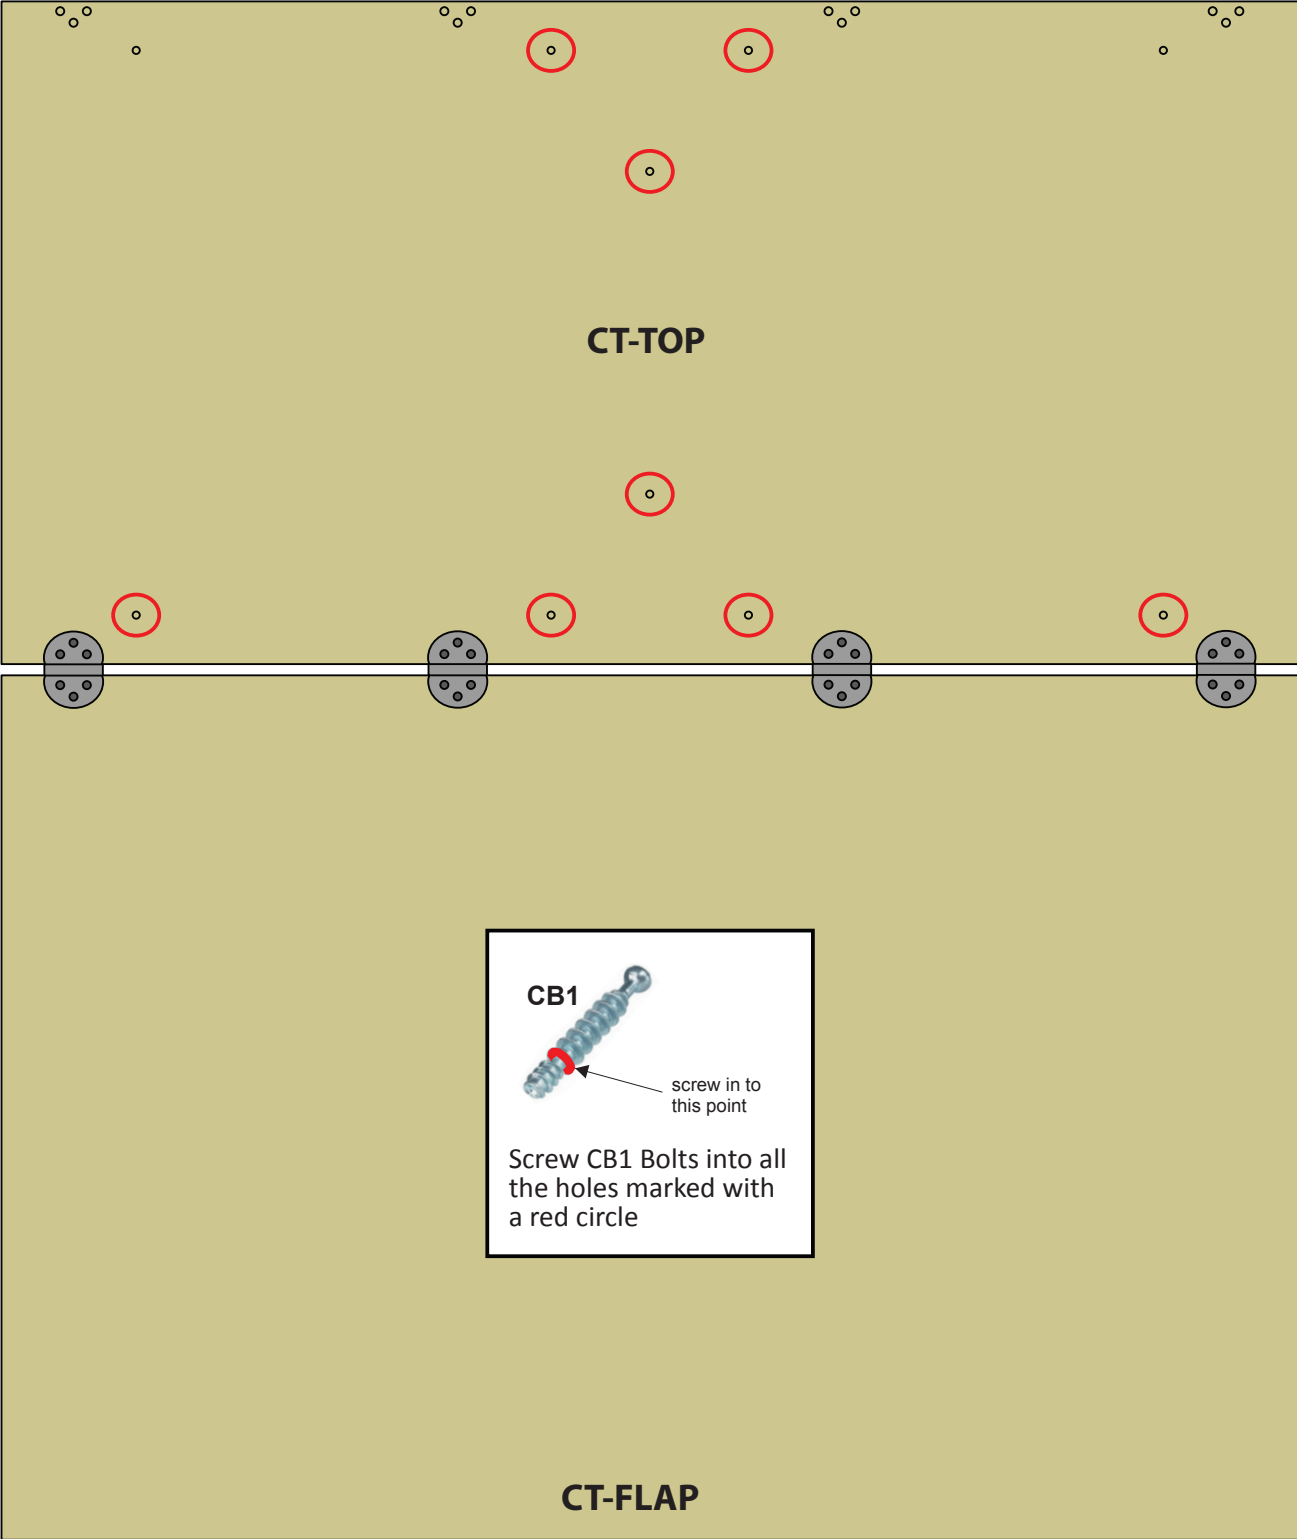 CT-TOP
CB1
screw in to
this point
Screw CB1 Bolts into all
the holes marked with
a red circle
CT-FLAP